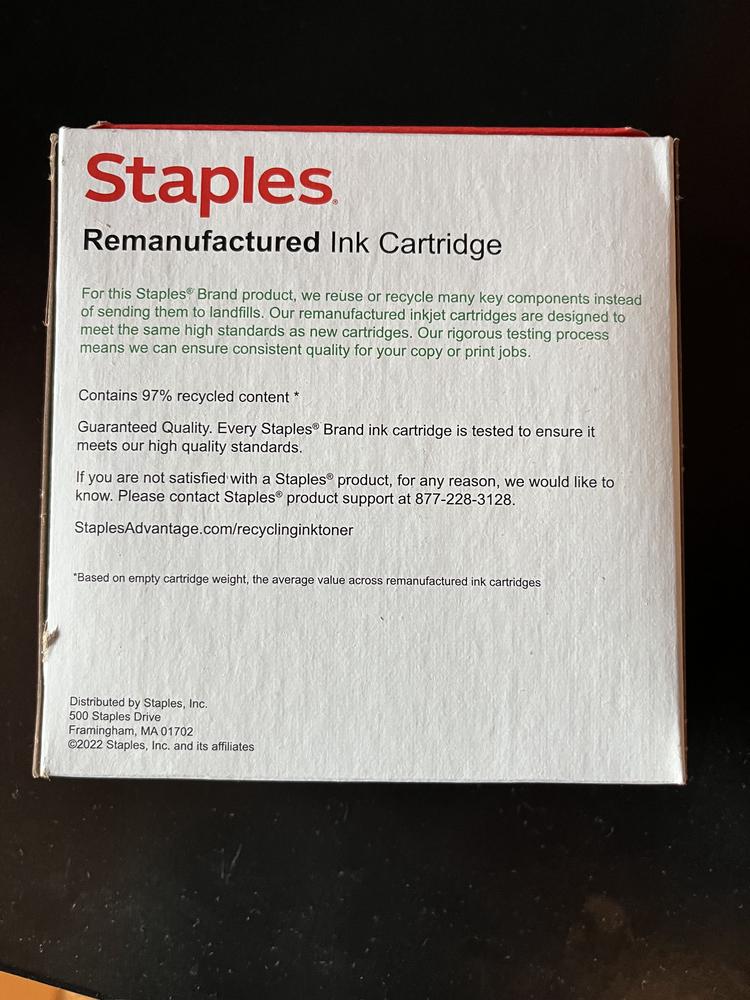 Staples®
Remanufactured Ink Cartridge
For this Staples® Brand product, we reuse or recycle many key components instead
of sending them to landfills. Our remanufactured inkjet cartridges are designed to
meet the same high standards as new cartridges. Our rigorous testing process
means we can ensure consistent quality for your copy or print jobs.
Contains 97% recycled content *
Guaranteed Quality. Every Staples® Brand ink cartridge is tested to ensure it
meets our high quality standards.
If you are not satisfied with a Staples® product, for any reason, we would like to
know. Please contact Staples® product support at 877-228-3128.
StaplesAdvantage.com/recyclinginktoner
*Based on empty cartridge weight, the average value across remanufactured ink cartridges
Distributed by Staples, Inc.
500 Staples Drive
Framingham, MA 01702
©2022 Staples, Inc. and its affiliates